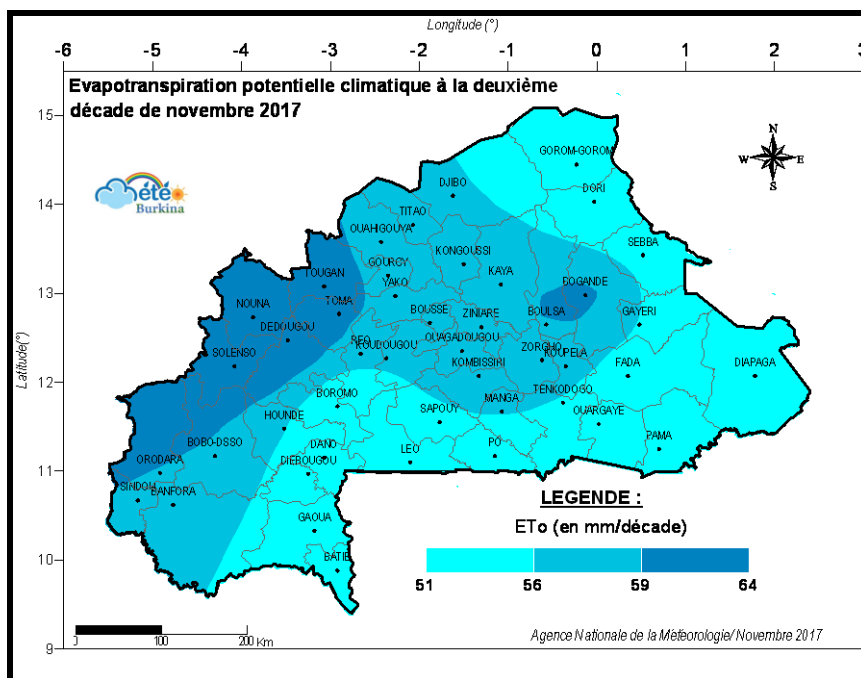 Longitude (°)
-6 -5 -4 -3 -2 -1 0 1 2 3
Evapotranspiration potentielle climatique à la deuxième
décade de novembre 2017
15
14
13
12
11
10
9
Latitude(°)
N
W E
S
été
Burkina
GOROM-GOROM
DJIBO
DORI
TITAO
OUAHIGOUYA
SEBBA
KONGOUSSI
GOURCY
KAYA
TOUGAN
YAKO
BOGANDE
TOMA
NOUNA
BOUSSE
ZINIARE
BOULSA
GAYERI
DEDOUGOU
REO
KOUDOUGOU
OUAGADOUGOU
ZORGHO
KOUPELA
SOLENSO
KOMBISSIRI
FADA
DIAPAGA
BOROMO
MANGA
TENKODOGO
HOUNDE
SAPOUY
OUARGAYE
BOBO-DSSO
DANO
LEO
PO
PAMA
ORODARA
DIEBOUGOU
SINDOU
BANFORA
GAOUA
BATIE
LEGENDE :
ETo (en mm/décade)
51 56 59 64
0 100 200 Km
Agence Nationale de la Météorologie/ Novembre 2017